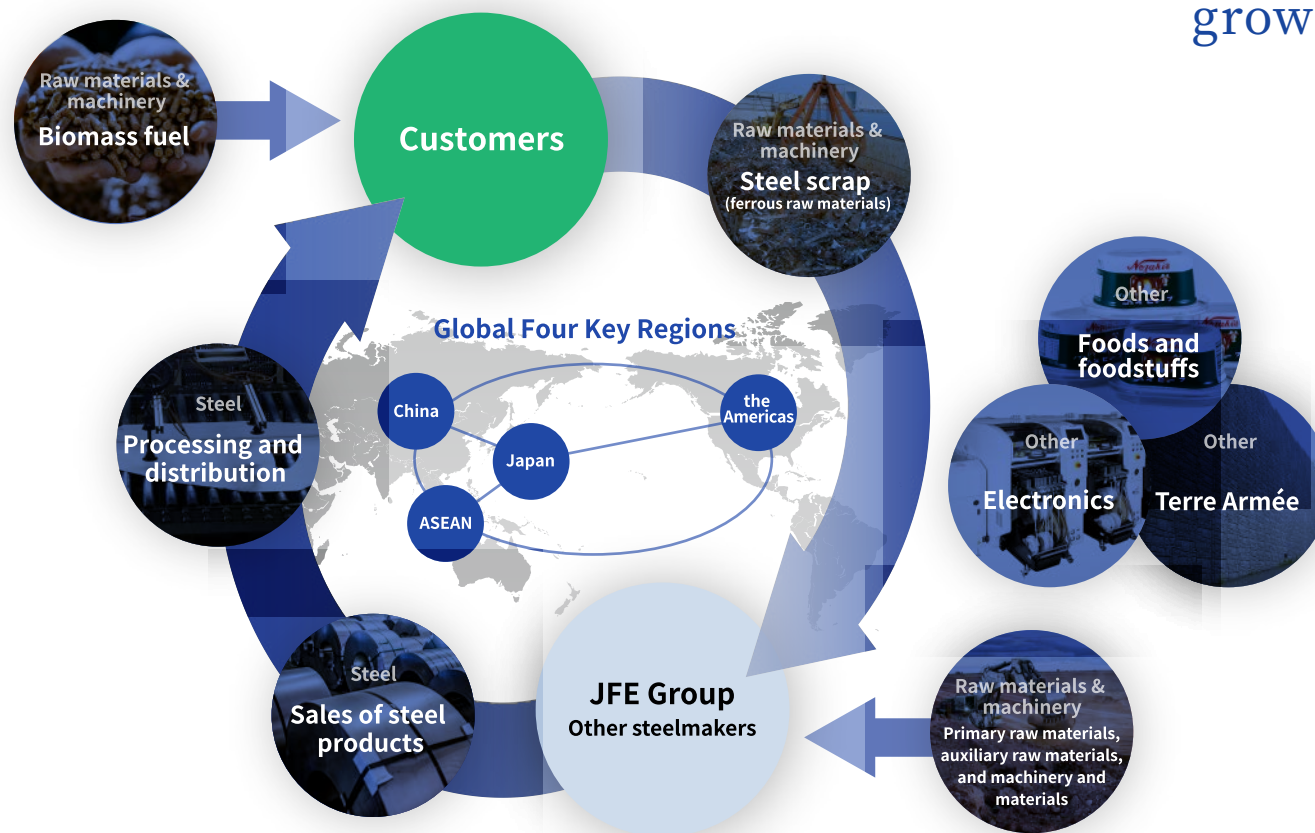 grow
Raw materials &
machinery
Biomass fuel
Customers
Raw materials &
machinery
Steel scrap
(ferrous raw materials)
Global Four Key Regions
China
Japan
ASEAN
the
Americas
Other
Foods and
foodstuffs
Other
Electronics
Other
Terre Armée
Steel
Processing and
distribution
Steel
Sales of steel
products
JFE Group
Other steelmakers
Raw materials &
machinery
Primary raw materials,
auxiliary raw materials,
and machinery and
materials